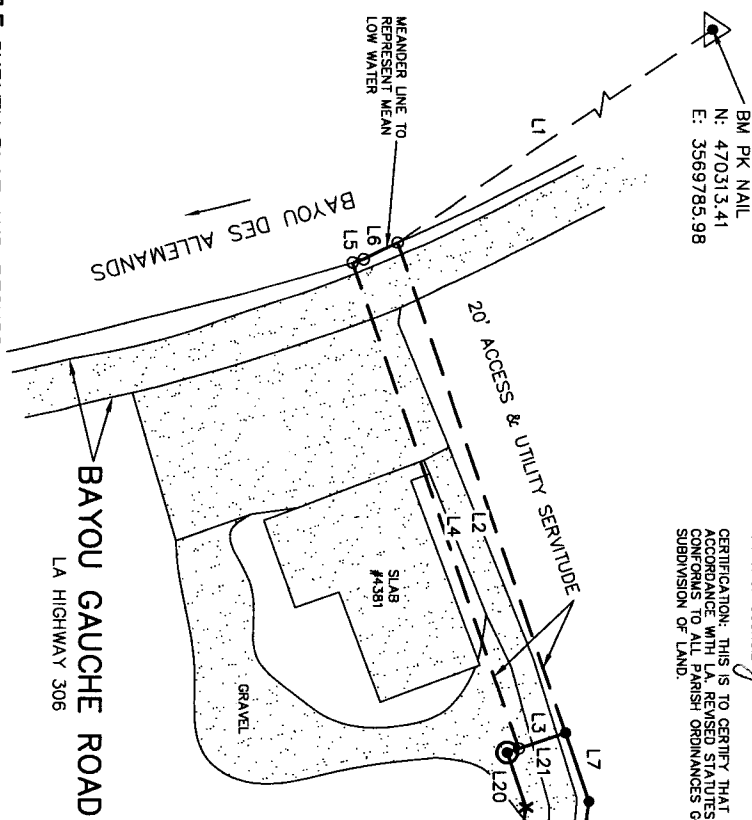 BM PK NAIL
N: 470313.41
E: 3569785.98
MEANDER LINE TO
REPRESENT MEAN
LOW WATER
L1
BAYOU DES ALLEMANDS
L6
L5
20' ACCESS & UTILITY SERVITUDE
L2
L4
SLAB
#4381
GRAVEL
L3
L21
L20
L7
BAYOU GAUCHE ROAD
LA HIGHWAY 306
CERTIFICATION: THIS IS TO CERTIFY THAT
ACCORDANCE WITH LA. REVISED STATUTES
CONFORMS TO ALL PARISH ORDINANCES G
SUBDIVISION OF LAND.